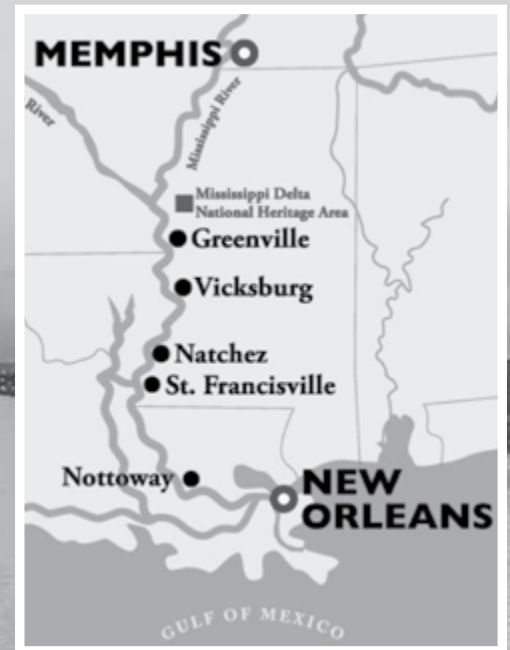 MEMPHIS
River
Mississippi River
Mississippi Delta
National Heritage Area
Greenville
Vicksburg
Natchez
St. Francisville
Nottoway
NEW
ORLEANS
GULF OF MEXICO